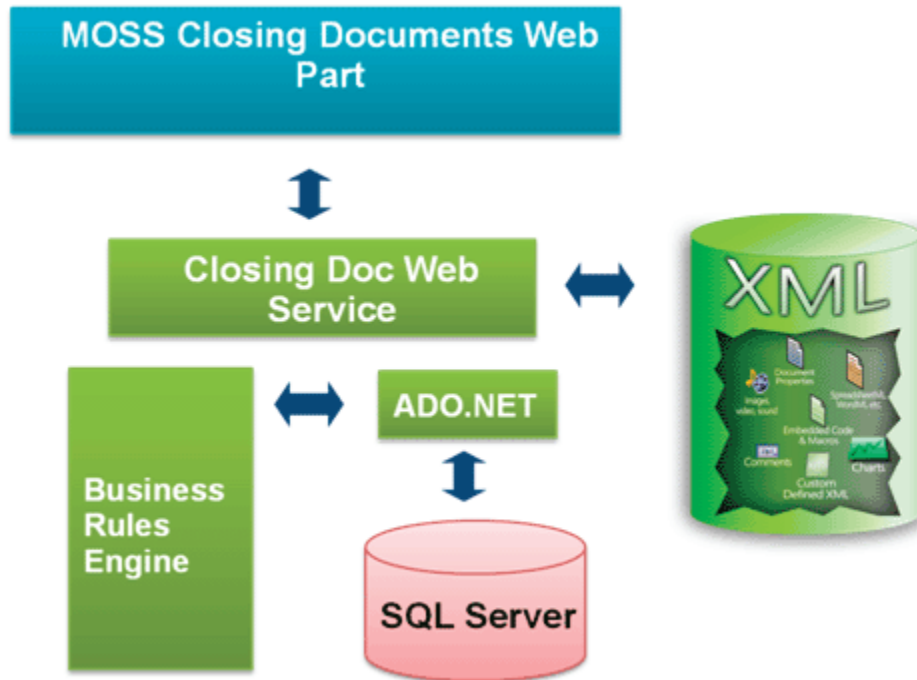 MOSS Closing Documents Web
Part
Closing Doc Web
Service
XML
Document
Properties
Images,
video, sound
SpreadsheetML,
WordML, etc
Embedded Code
& Macros
Comments
Charts
Custom
Defined XML
Business
Rules
Engine
ADO.NET
SQL Server